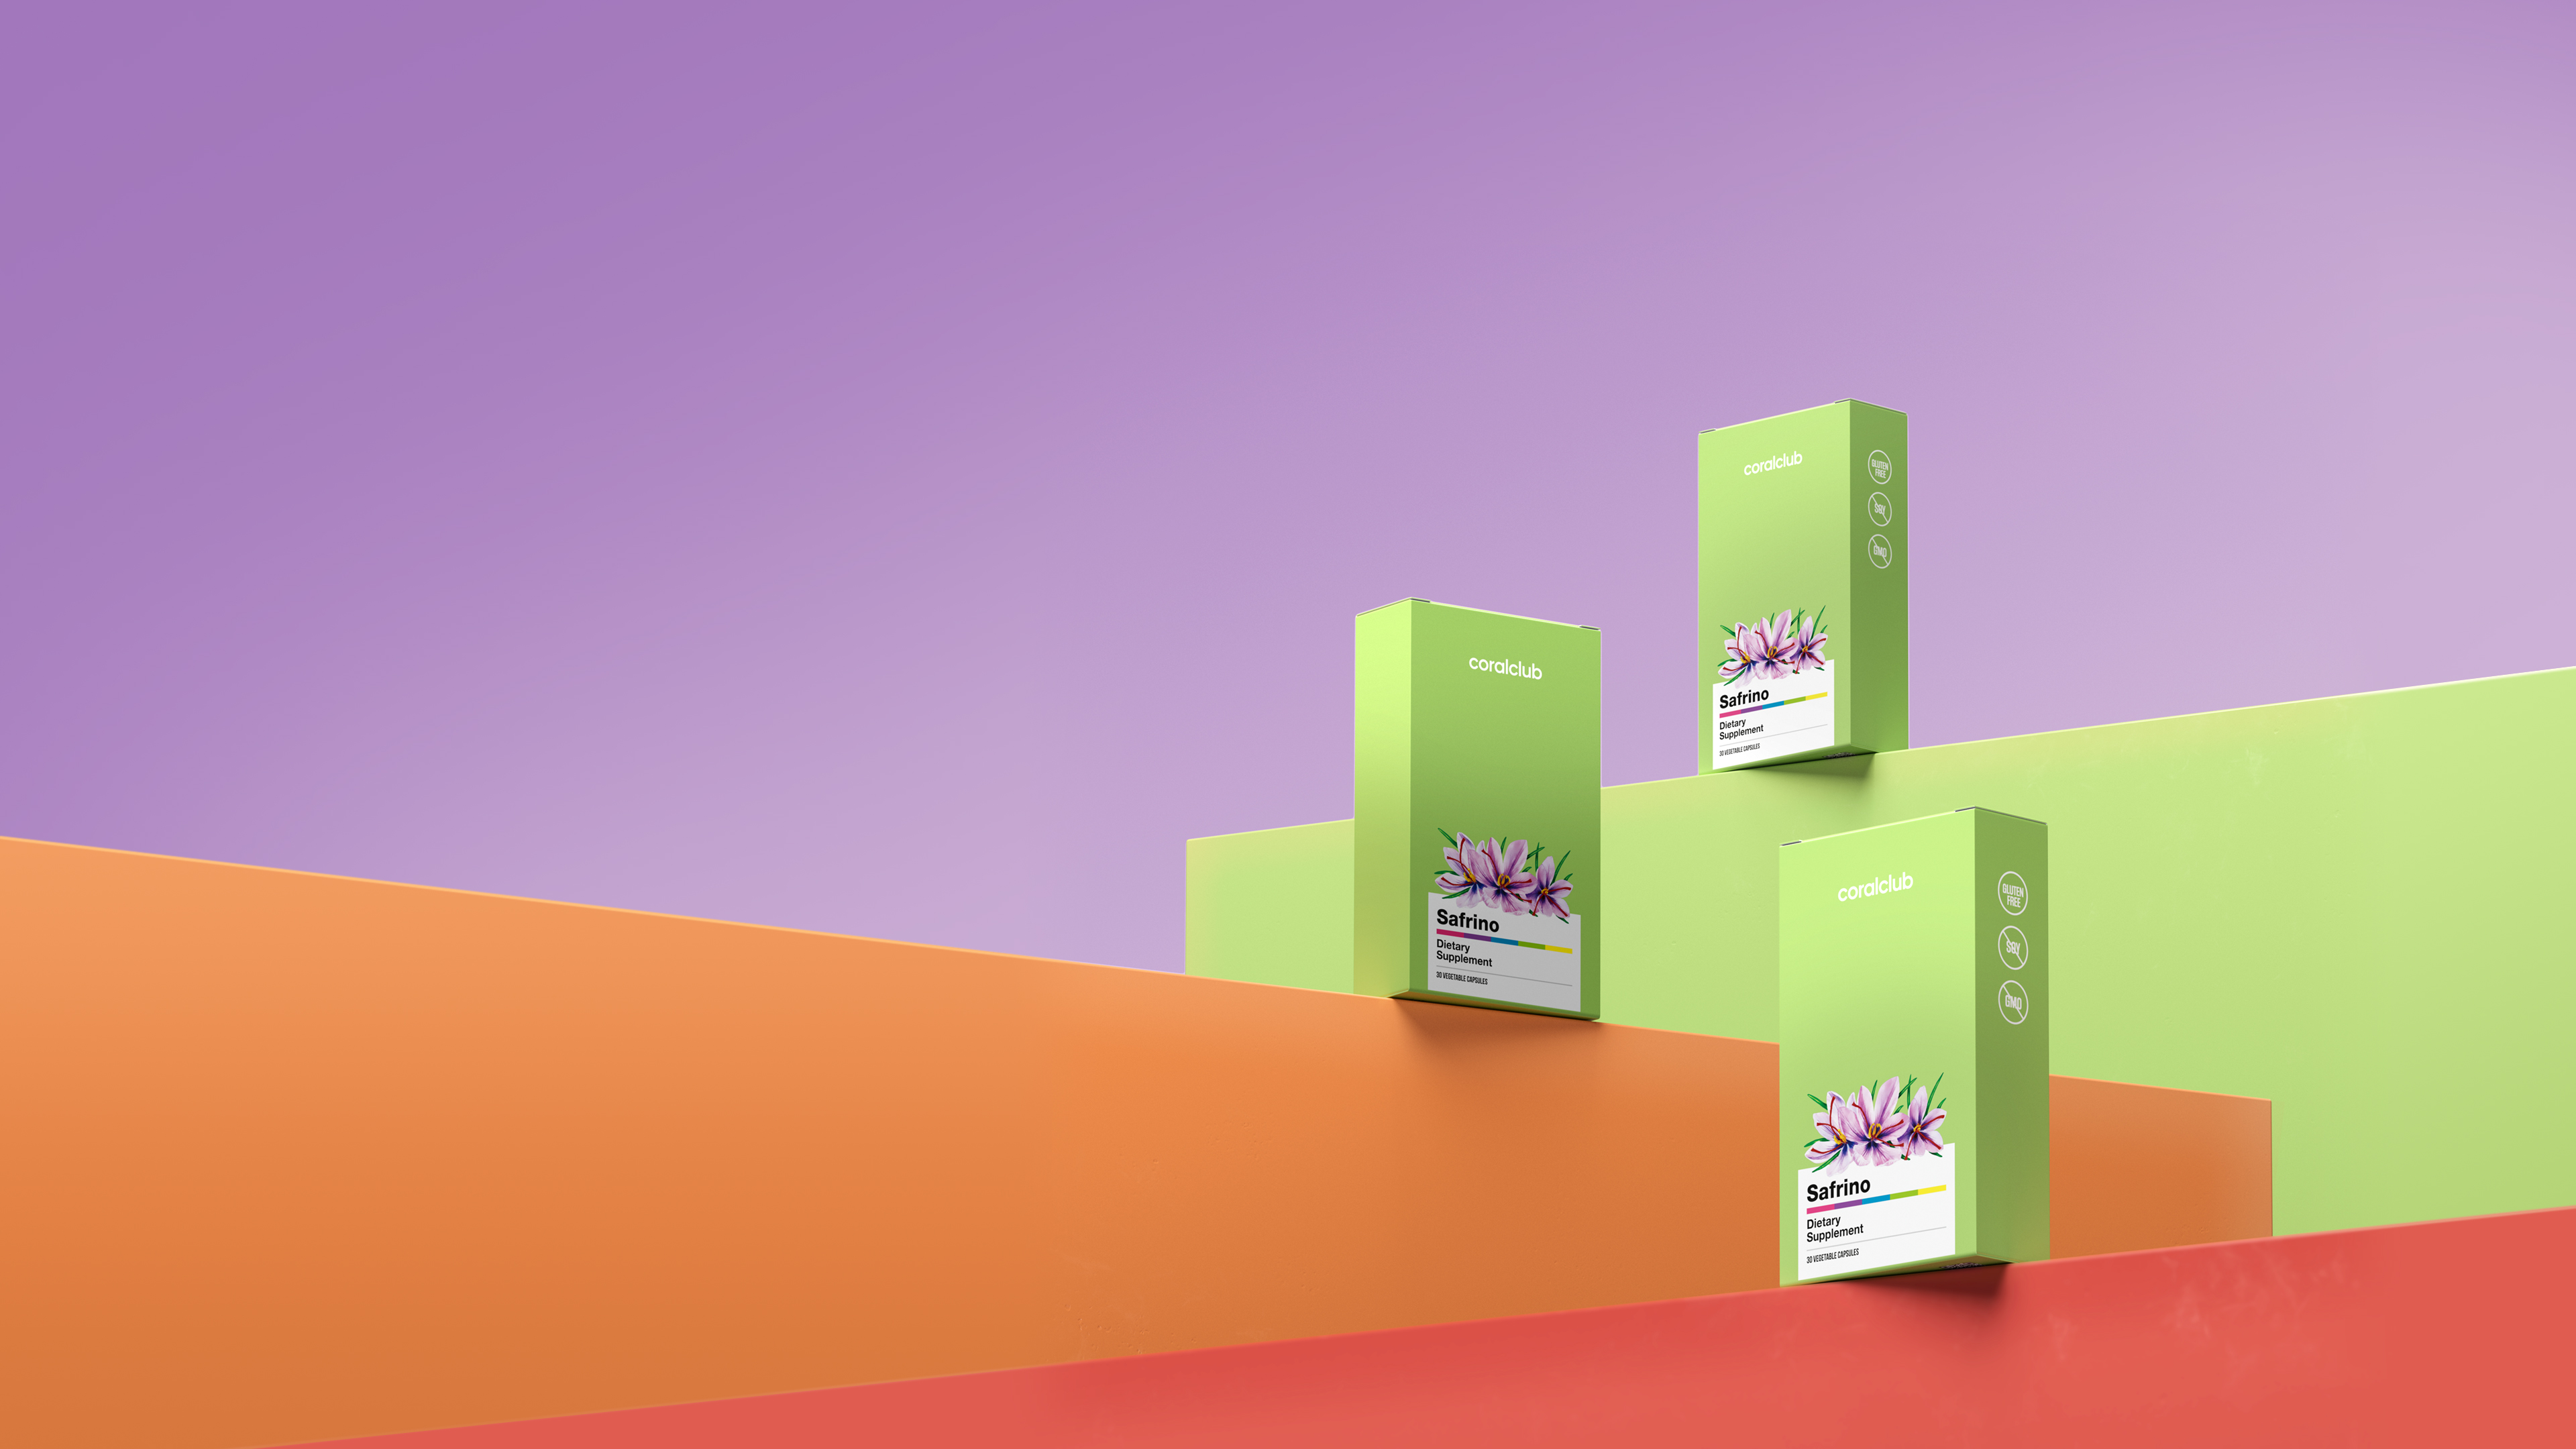 coralclub
GLUTEN
FREE
SOY
GMO
Safrino
Dietary
Supplement
30 VEGETABLE CAPSULES
coralclub
Safrino
Dietary
Supplement
30 VEGETABLE CAPSULES
coralclub
GLUTEN
FREE
SOY
GMO
Safrino
Dietary
Supplement
30 VEGETABLE CAPSULES